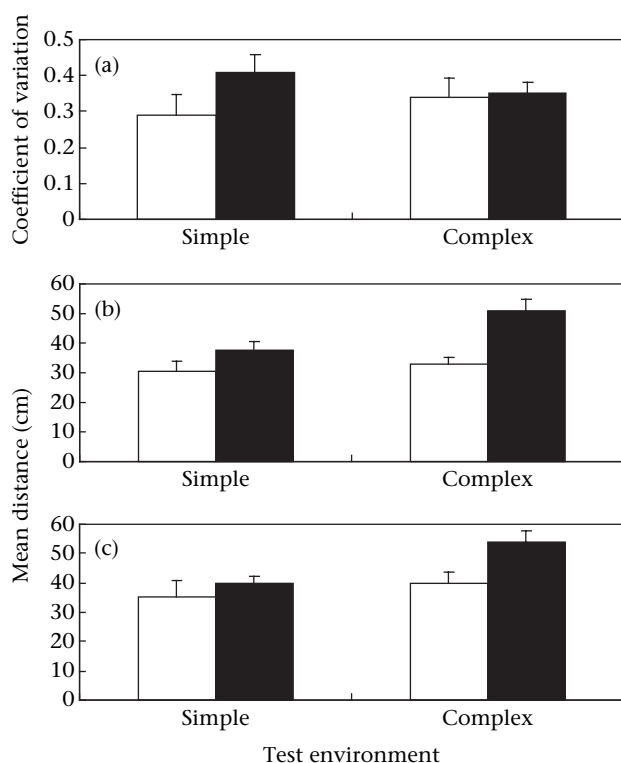 Coefficient of variation
0.5
0.4
0.3
0.2
0.1
0
(a)
Simple
Complex
Mean distance (cm)
60
50
40
30
20
10
0
(b)
Simple
Complex
60
50
40
30
20
10
0
(c)
Simple
Complex
Test environment